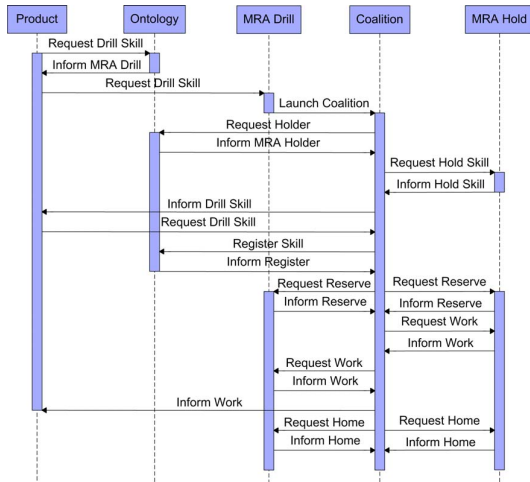 Product
Ontology
MRA Drill
Coalition
MRA Hold
Request Drill Skill
Inform MRA Drill
Request Drill Skill
Launch Coalition
Request Holder
Inform MRA Holder
Request Hold Skill
Inform Hold Skill
Inform Drill Skill
Request Drill Skill
Register Skill
Inform Register
Request Reserve
Request Reserve
Inform Reserve
Inform Reserve
Request Work
Inform Work
Request Work
Inform Work
Inform Work
Request Home
Request Home
Inform Home
Inform Home